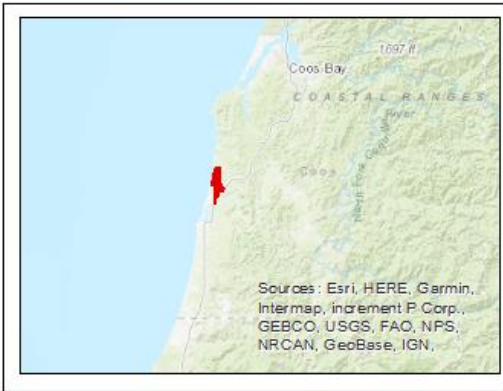 1697 ft
Coos Bay
COASTAL RANGES
River
Coos
North Fork Coquille
Sources: Esri, HERE, Garmin,
Intermap, increment P Corp.,
GEBCO, USGS, FAO, NPS,
NRCAN, GeoBase, IGN,